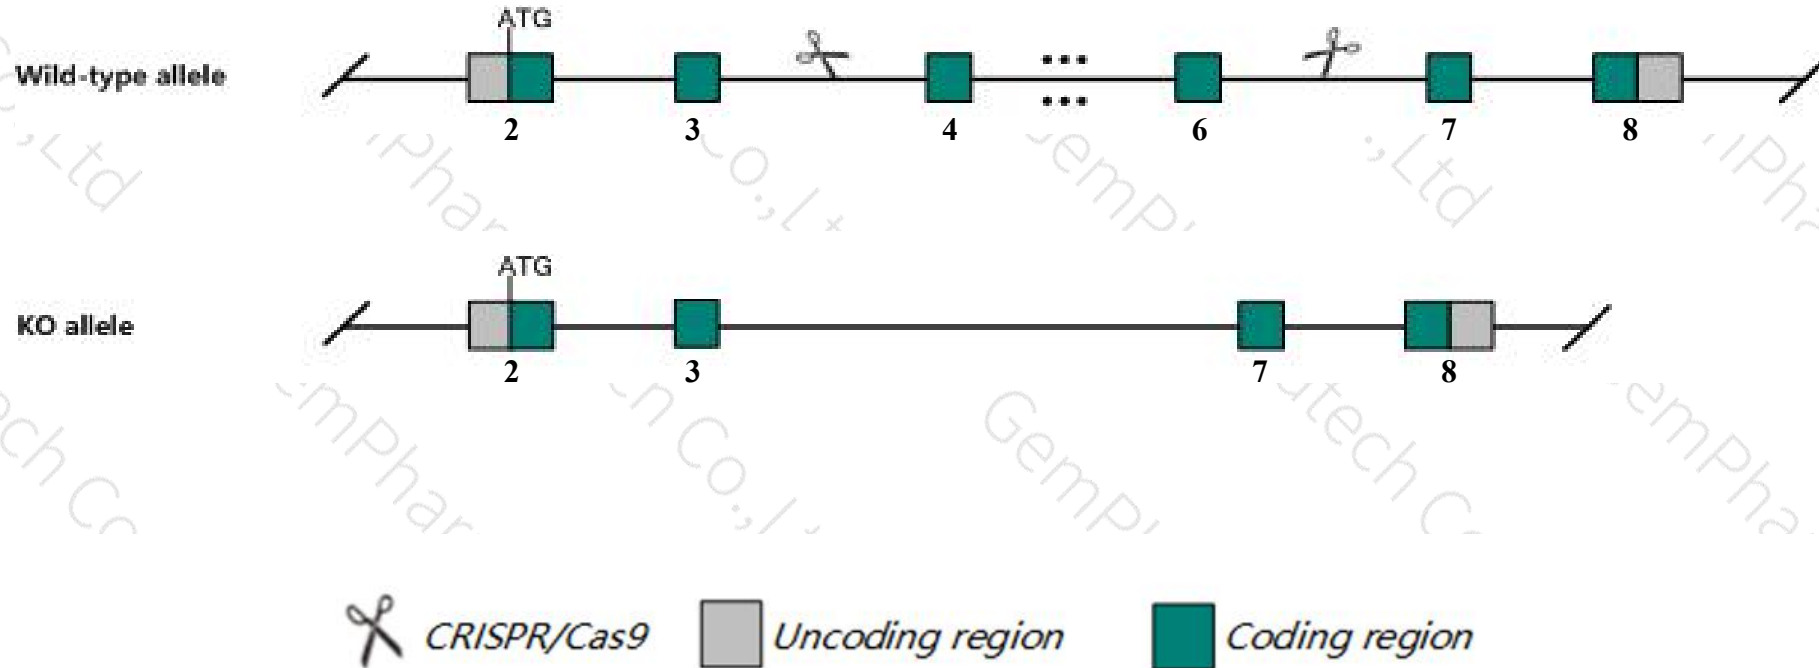 ATG
Wild-type allele
2 3 4 6 7 8
ATG
KO allele
2 3 7 8
CRISPR/Cas9 Uncoding region Coding region